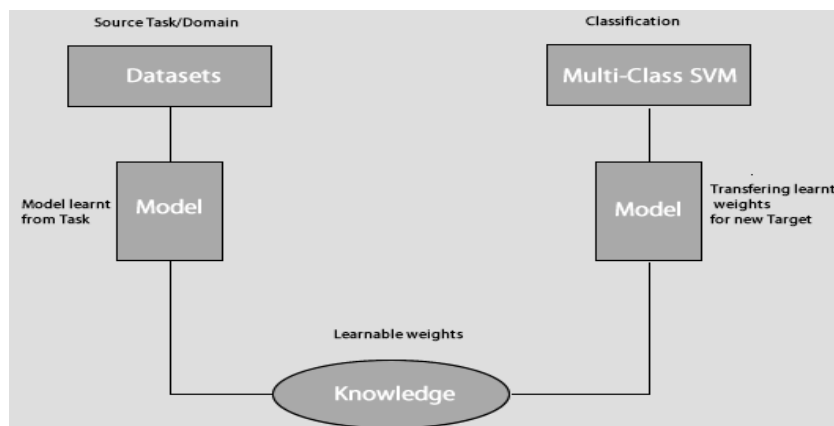 Source Task/Domain
Classification
Datasets
Multi-Class SVM
Model learnt
from Task
Model
Model
Transfering learnt
weights
for new Target
Learnable weights
Knowledge